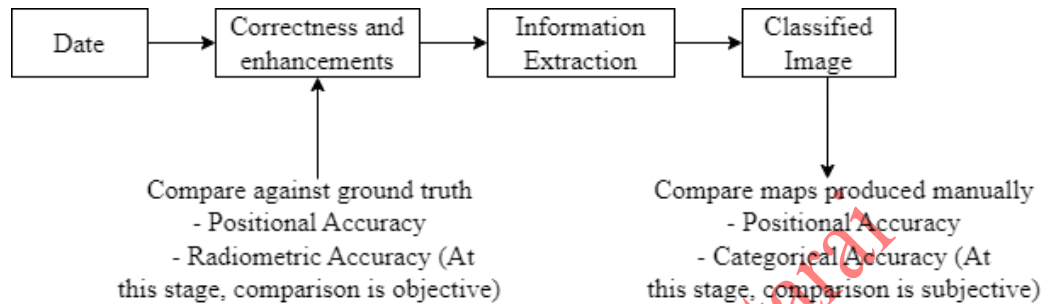 Date
Correctness and
enhancements
Information
Extraction
Classified
Image
Compare against ground truth
- Positional Accuracy
- Radiometric Accuracy (At
this stage, comparison is objective)
Compare maps produced manually
- Positional Accuracy
- Categorical Accuracy (At
this stage, comparison is subjective)